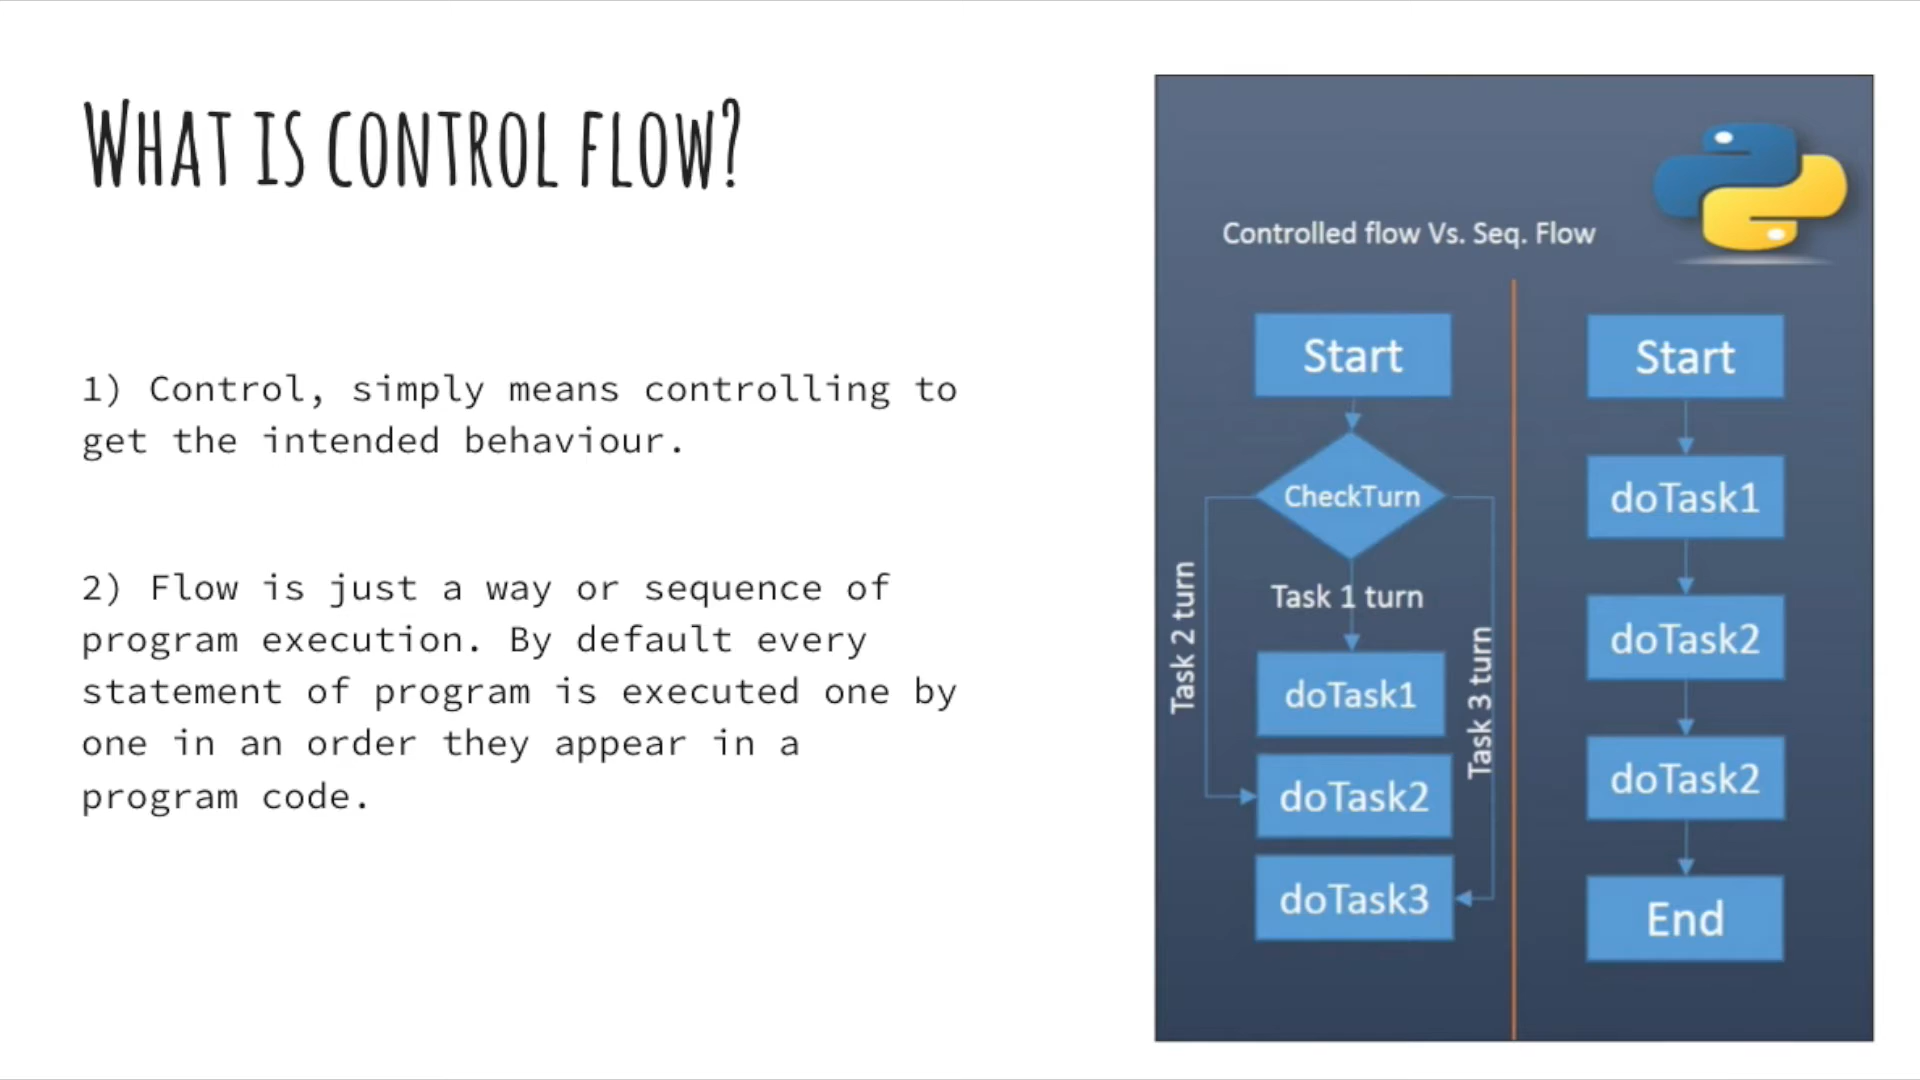 WHAT IS CONTROL FLOW?
1) Control, simply means controlling to
get the intended behaviour.
2) Flow is just a way or sequence of
program execution. By default every
statement of program is executed one by
one in an order they appear in a
program code.
Controlled flow Vs. Seq. Flow
Start
CheckTurn
Task 1 turn
Task 2 turn
Task 3 turn
doTask1
doTask2
doTask3
Start
doTask1
doTask2
doTask2
End